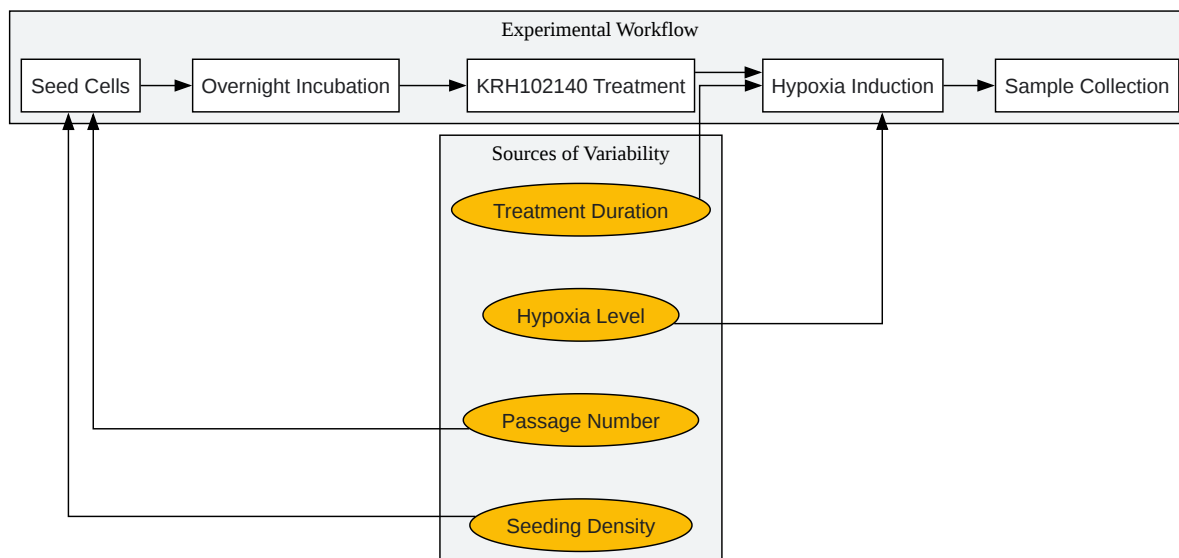 Experimental Workflow
Seed Cells
Overnight Incubation
KRH102140 Treatment
Hypoxia Induction
Sample Collection
Sources of Variability
Treatment Duration
Hypoxia Level
Passage Number
Seeding Density